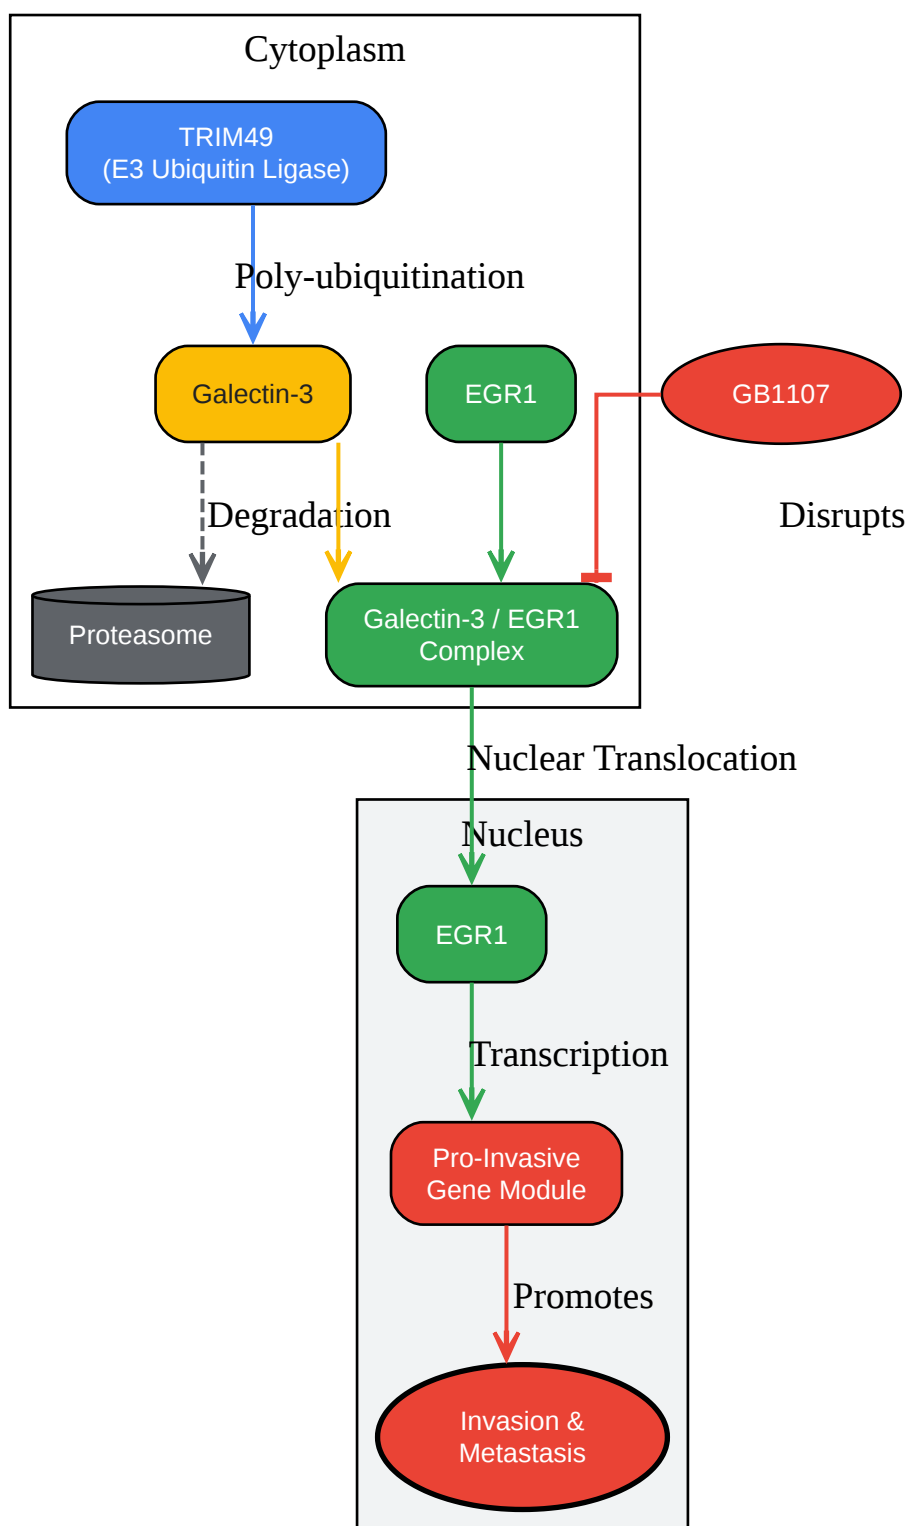 Cytoplasm
TRIM49
(E3 Ubiquitin Ligase)
Poly-ubiquitination
Galectin-3
EGR1
GB1107
Degradation
Disrupts
Proteasome
Galectin-3 / EGR1
Complex
Nuclear Translocation
Nucleus
EGR1
Transcription
Pro-Invasive
Gene Module
Promotes
Invasion &
Metastasis